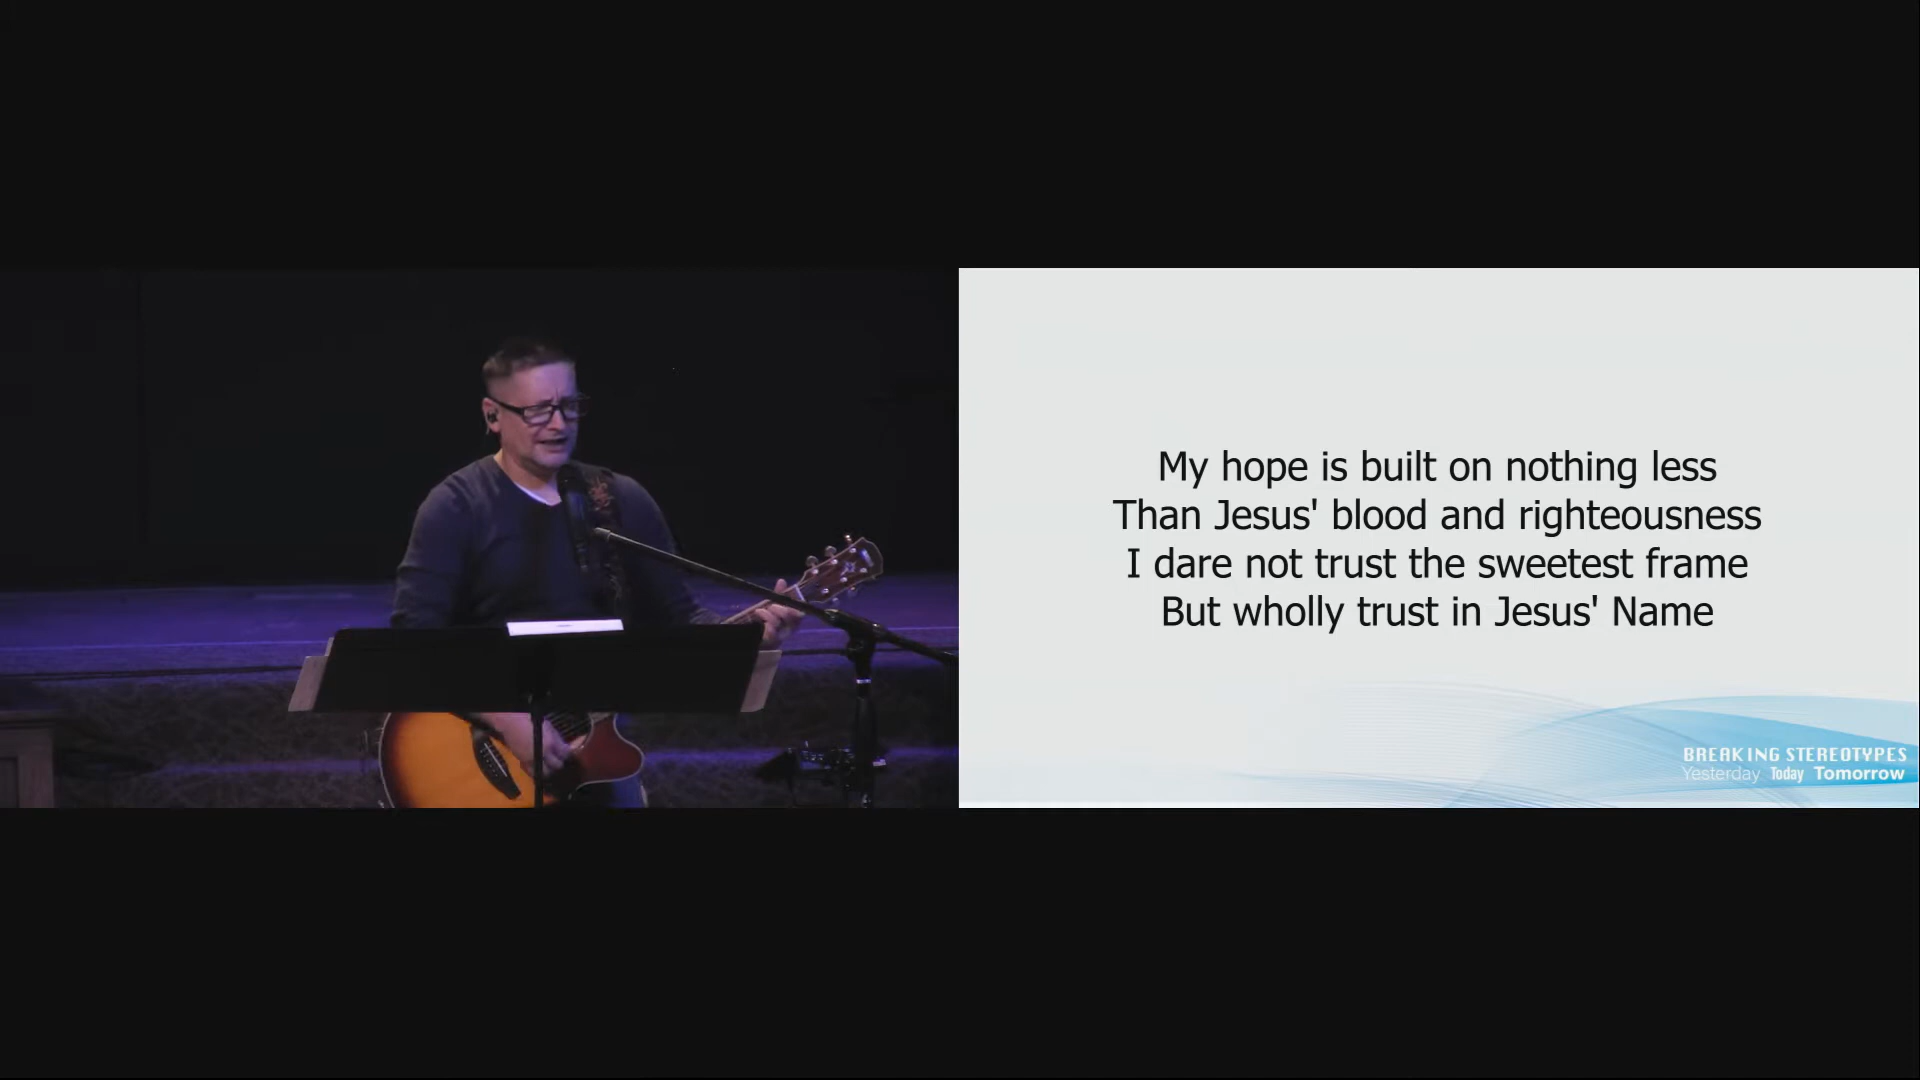 My hope is built on nothing less
Than Jesus' blood and righteousness
I dare not trust the sweetest frame
But wholly trust in Jesus' Name
BREAKING STEREOTYPES
Yesterday Today Tomorrow